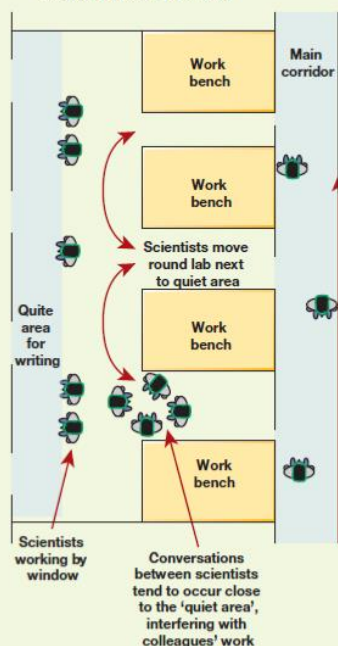 Work
bench
Main
corridor
Work
bench
Scientists move
round lab next
to quiet area
Quite
area
for
writing
Work
bench
Work
bench
Scientists
working by
window
Conversations
between scientists
tend to occur close
to the ‘quiet area’,
interfering with
colleagues’ work